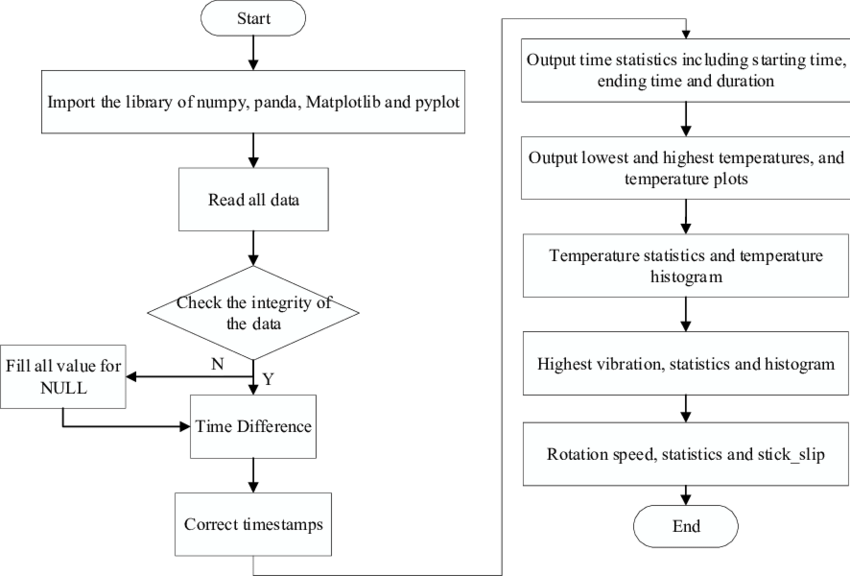 Start
Import the library of numpy, panda, Matplotlib and pyplot
Read all data
Check the integrity of
the data
N
Y
Fill all value for
NULL
Time Difference
Correct timestamps
Output time statistics including starting time,
ending time and duration
Output lowest and highest temperatures, and
temperature plots
Temperature statistics and temperature
histogram
Highest vibration, statistics and histogram
Rotation speed, statistics and stick_slip
End